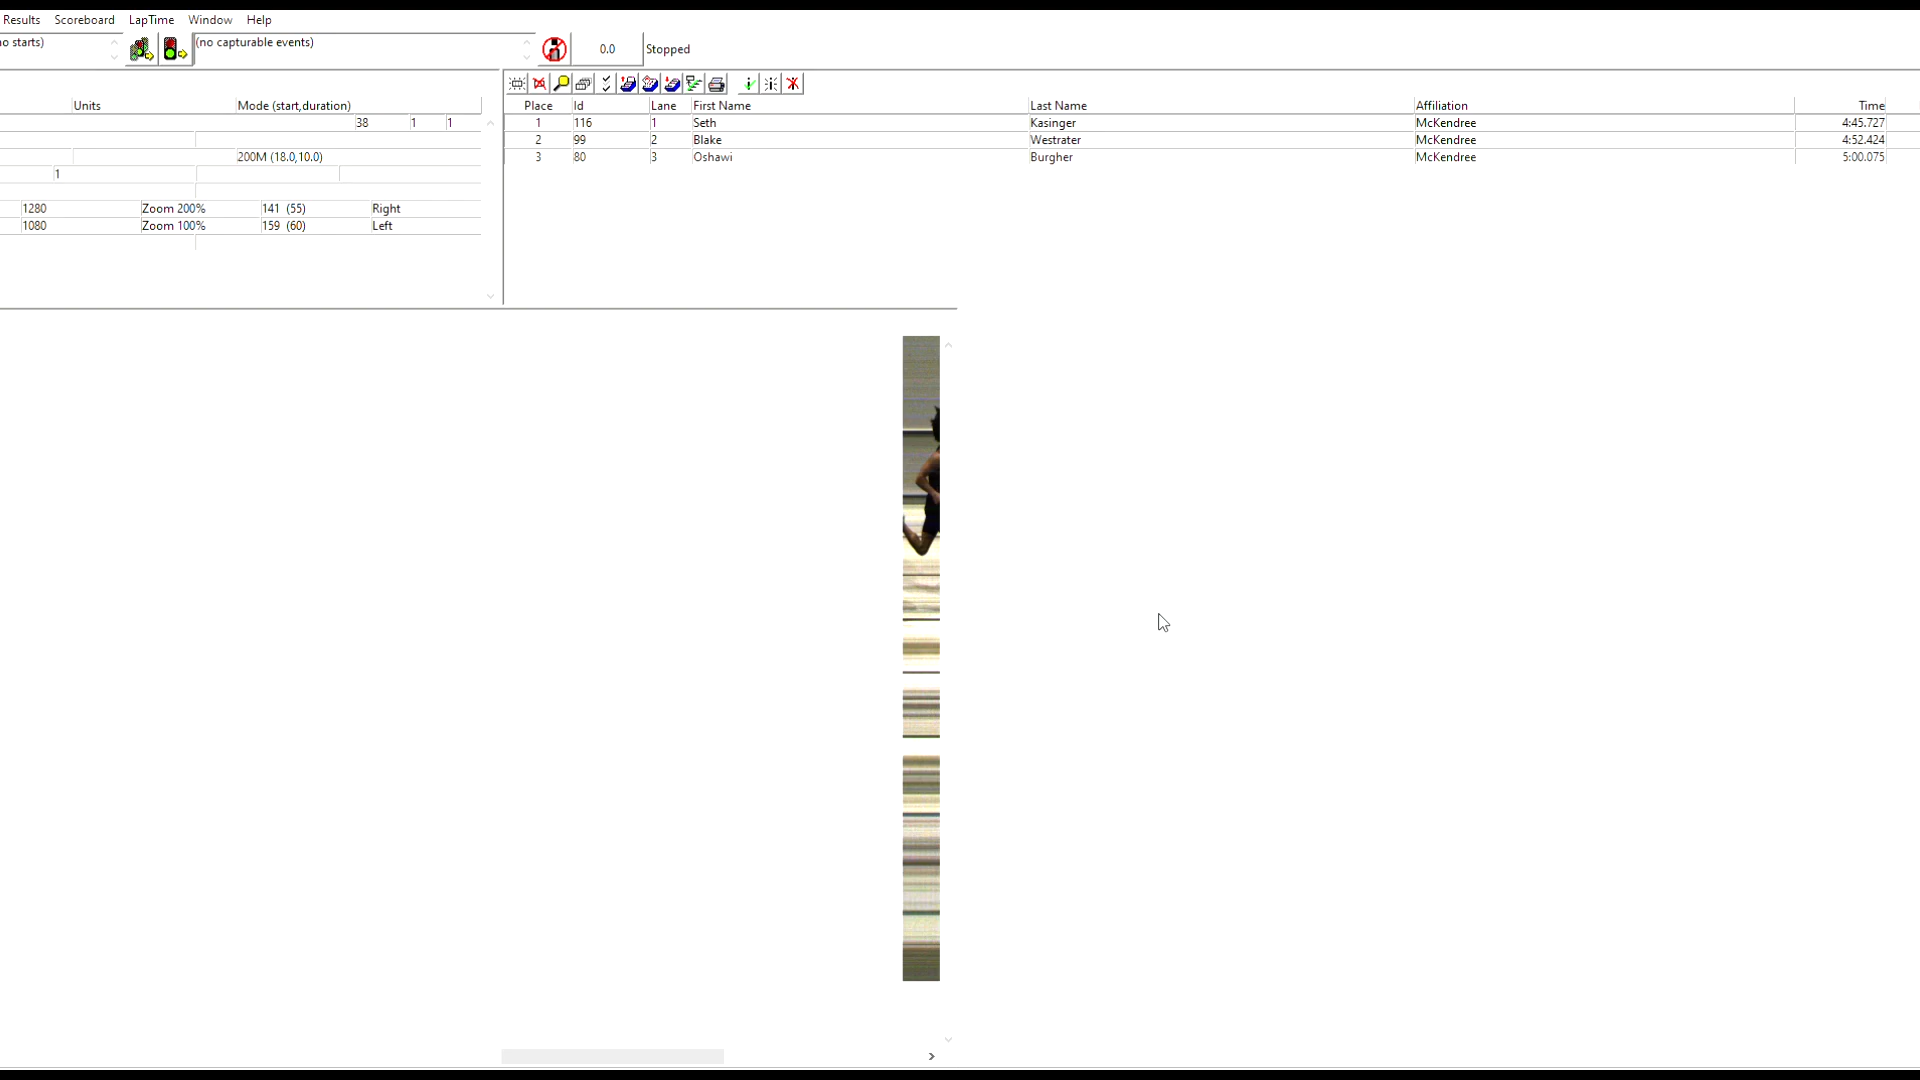 Results Scoreboard LapTime Window Help
no starts) (no capturable events) 0.0 Stopped
Units Mode (start,duration)
38 1 1
200M (18.0,10.0)
1
1280 Zoom 200% 141 (55) Right
1080 Zoom 100% 159 (60) Left
Place Id Lane First Name Last Name Affiliation Time
1 116 1 Seth Kasinger McKendree 4:45.727
2 99 2 Blake Westrater McKendree 4:52.424
3 80 3 Oshawi Burgher McKendree 5:00.075